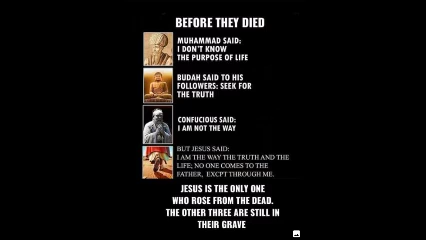 BEFORE THEY DIED
MUHAMMAD SAID:
I DON'T KNOW
THE PURPOSE OF LIFE
BUDAH SAID TO HIS
FOLLOWERS: SEEK FOR
THE TRUTH
CONFUCIOUS SAID:
I AM NOT THE WAY
BUT JESUS SAID:
I AM THE WAY THE TRUTH AND THE
LIFE; NO ONE COMES TO THE
FATHER, EXCPT THROUGH ME.
JESUS IS THE ONLY ONE
WHO ROSE FROM THE DEAD.
THE OTHER THREE ARE STILL IN
THEIR GRAVE